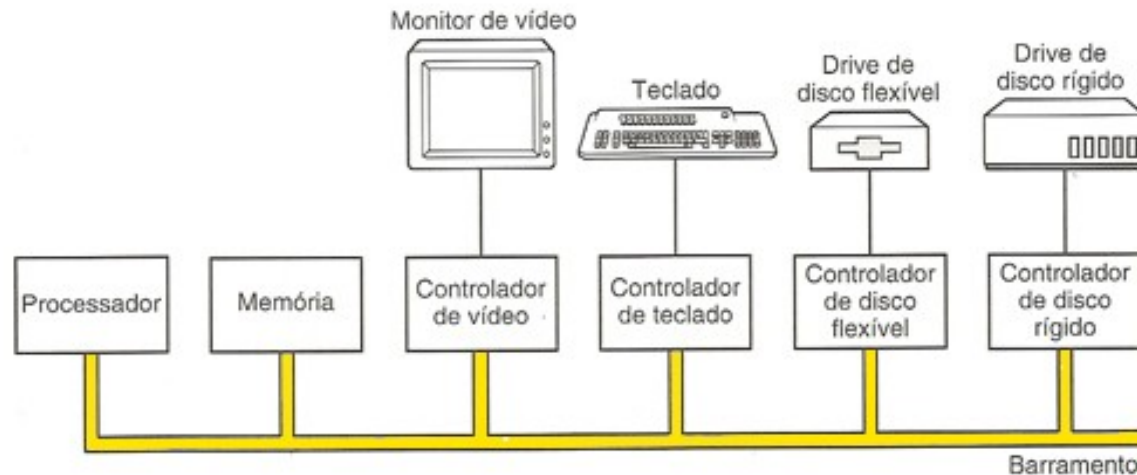 Monitor de vídeo
Teclado
Drive de
disco flexível
Drive de
disco rígido
Processador
Memória
Controlador
de vídeo
Controlador
de teclado
Controlador
de disco
flexível
Controlador
de disco
rígido
Barramento